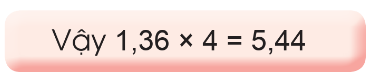 Vậy 1,36 × 4 = 5,44